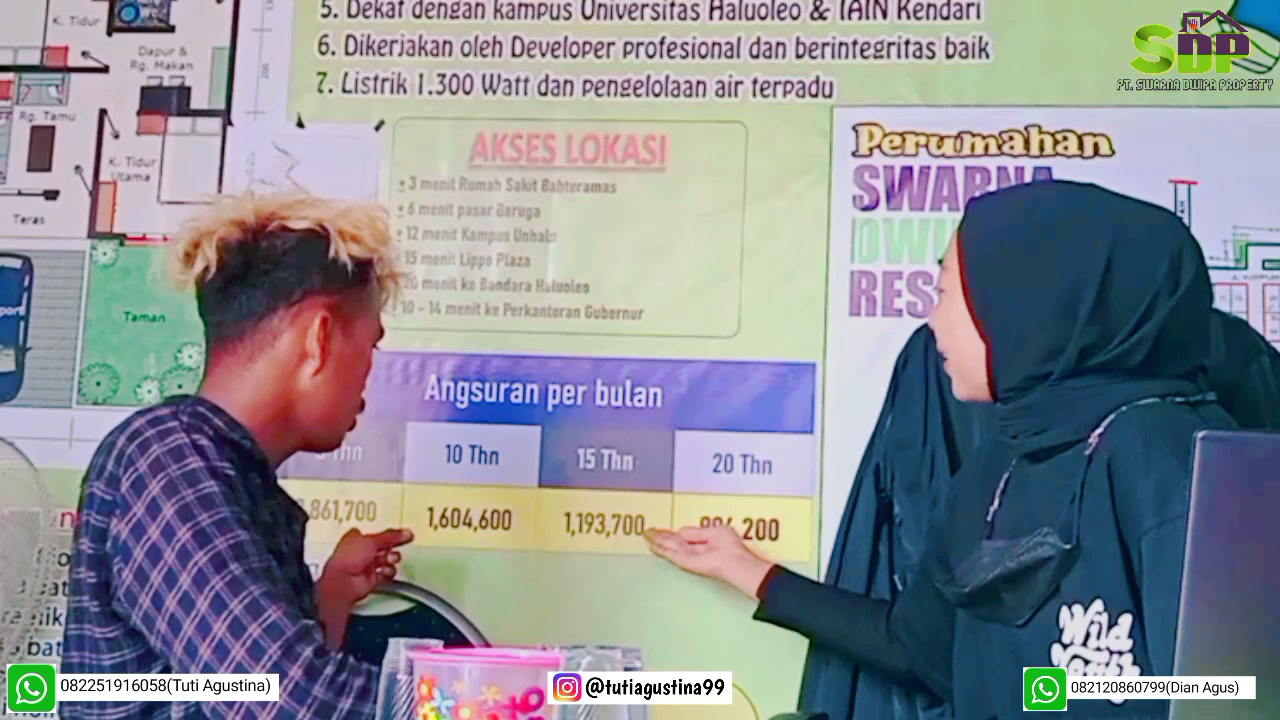 5. Dekat dengan kampus Universitas Haluoleo & IAIN Kendari
6. Dikerjakan oleh Developer profesional dan berintegritas baik
7. Listrik 1.300 Watt dan pengelolaan air terpadu
SDP
PT. SWARNA DWIPA PROPERTY
K. Tidur
Dapur &
Rg. Makan
Rg. Tamu
K. Tidur
Utama
Teras
Taman
AKSES LOKASI
± 3 menit Rumah Sakit Bahteramas
± 6 menit pasar Baruga
± 12 menit Kampus Unhalu
± 15 menit Lippo Plaza
20 menit ke Bandara Haluoleo
10 - 14 menit ke Perkantoran Gubernur
Perumahan
SWARNA
Angsuran per bulan
Thn 10 Thn 15 Thn 20 Thn
861,700 1,604,600 1,193,700 200
Wild
082251916058(Tuti Agustina)
@tutiagustina99
082120860799(Dian Agus)